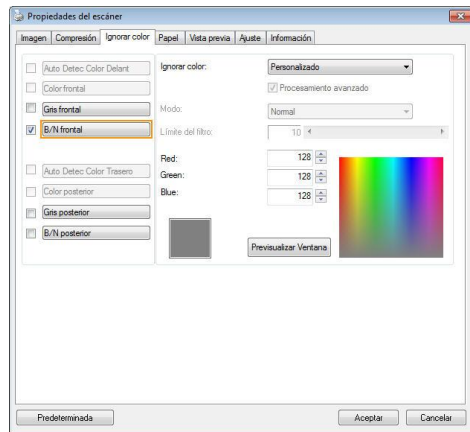 Propiedades del escáner
Imagen Compresión Ignorar color Papel Vista previa Ajuste Información
Auto Detec Color Delant
Color frontal
Gris frontal
B/N frontal
Auto Detec Color Trasero
Color posterior
Gris posterior
B/N posterior
Ignorar color: Personalizado
Procesamiento avanzado
Modo: Normal
Límite del filtro: 10
Red: 128
Green: 128
Blue: 128
Previsualizar Ventana
Predeterminada Aceptar Cancelar